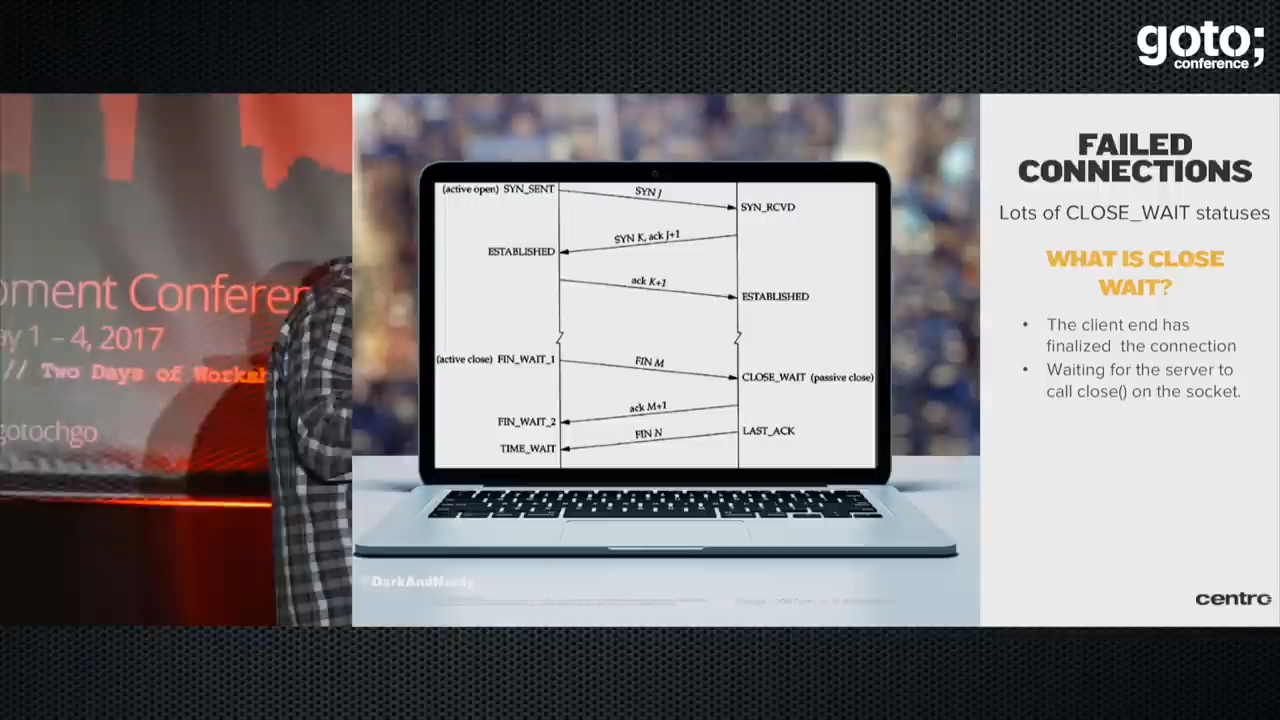 goto;
conference
pment Conferen
ay 1 – 4, 2017
// Two Days of Worksh
gotochgo
(active open) SYN_SENT
SYN J
SYN_RCVD
SYN K, ack J+1
ESTABLISHED
ack K+1
ESTABLISHED
(active close) FIN_WAIT_1
FIN M
CLOSE_WAIT (passive close)
ack M+1
FIN_WAIT_2
FIN N
LAST_ACK
TIME_WAIT
DarkAndNerdy
FAILED
CONNECTIONS
Lots of CLOSE_WAIT statuses
WHAT IS CLOSE
WAIT?
• The client end has
finalized the connection
• Waiting for the server to
call close() on the socket.
centro